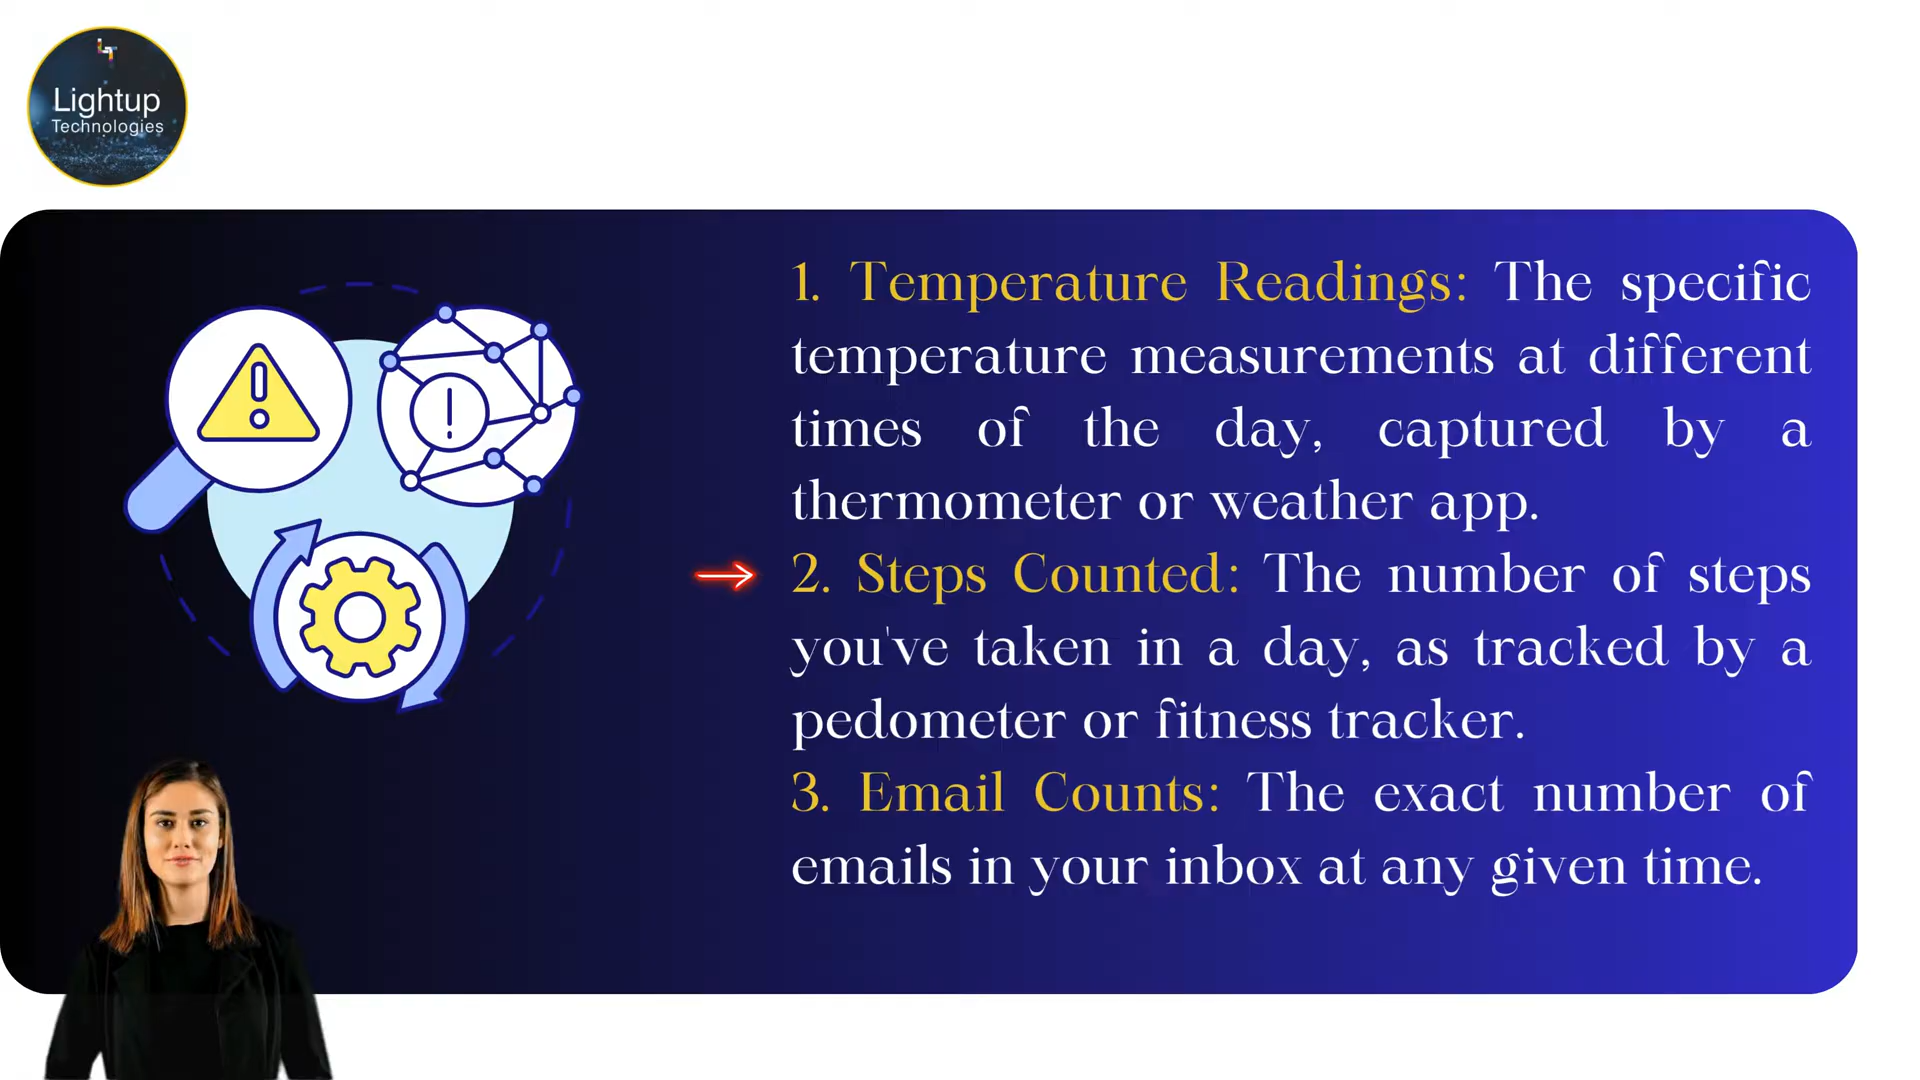 LT
Lightup
Technologies
1. Temperature Readings: The specific
temperature measurements at different
times of the day, captured by a
thermometer or weather app.
2. Steps Counted: The number of steps
you've taken in a day, as tracked by a
pedometer or fitness tracker.
3. Email Counts: The exact number of
emails in your inbox at any given time.